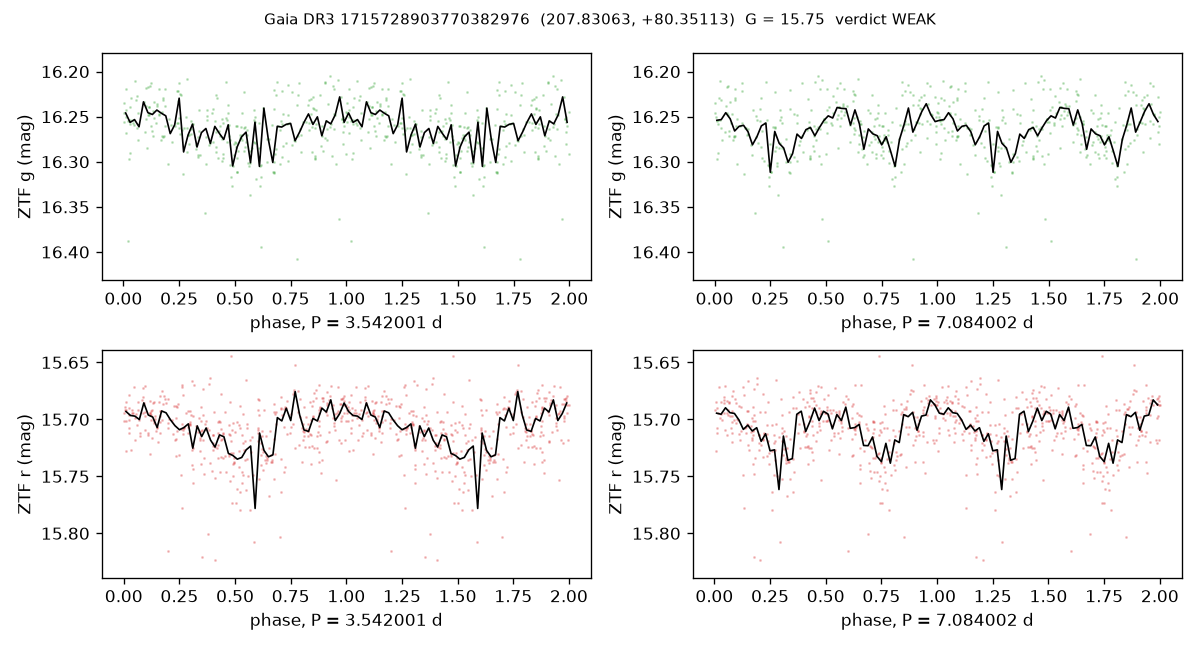 Gaia DR3 1715728903770382976 (207.83063, +80.35113) G = 15.75 verdict WEAK
ZTF g (mag)
16.20
16.25
16.30
16.35
16.40
0.00 0.25 0.50 0.75 1.00 1.25 1.50 1.75 2.00
phase, P = 3.542001 d
ZTF g (mag)
16.20
16.25
16.30
16.35
16.40
0.00 0.25 0.50 0.75 1.00 1.25 1.50 1.75 2.00
phase, P = 7.084002 d
ZTF r (mag)
15.65
15.70
15.75
15.80
0.00 0.25 0.50 0.75 1.00 1.25 1.50 1.75 2.00
phase, P = 3.542001 d
ZTF r (mag)
15.65
15.70
15.75
15.80
0.00 0.25 0.50 0.75 1.00 1.25 1.50 1.75 2.00
phase, P = 7.084002 d